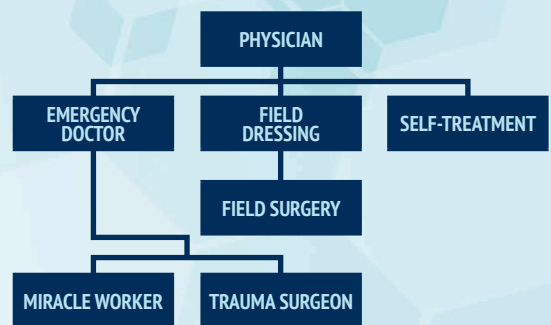 PHYSICIAN
EMERGENCY
DOCTOR
FIELD
DRESSING
SELF-TREATMENT
FIELD SURGERY
MIRACLE WORKER
TRAUMA SURGEON